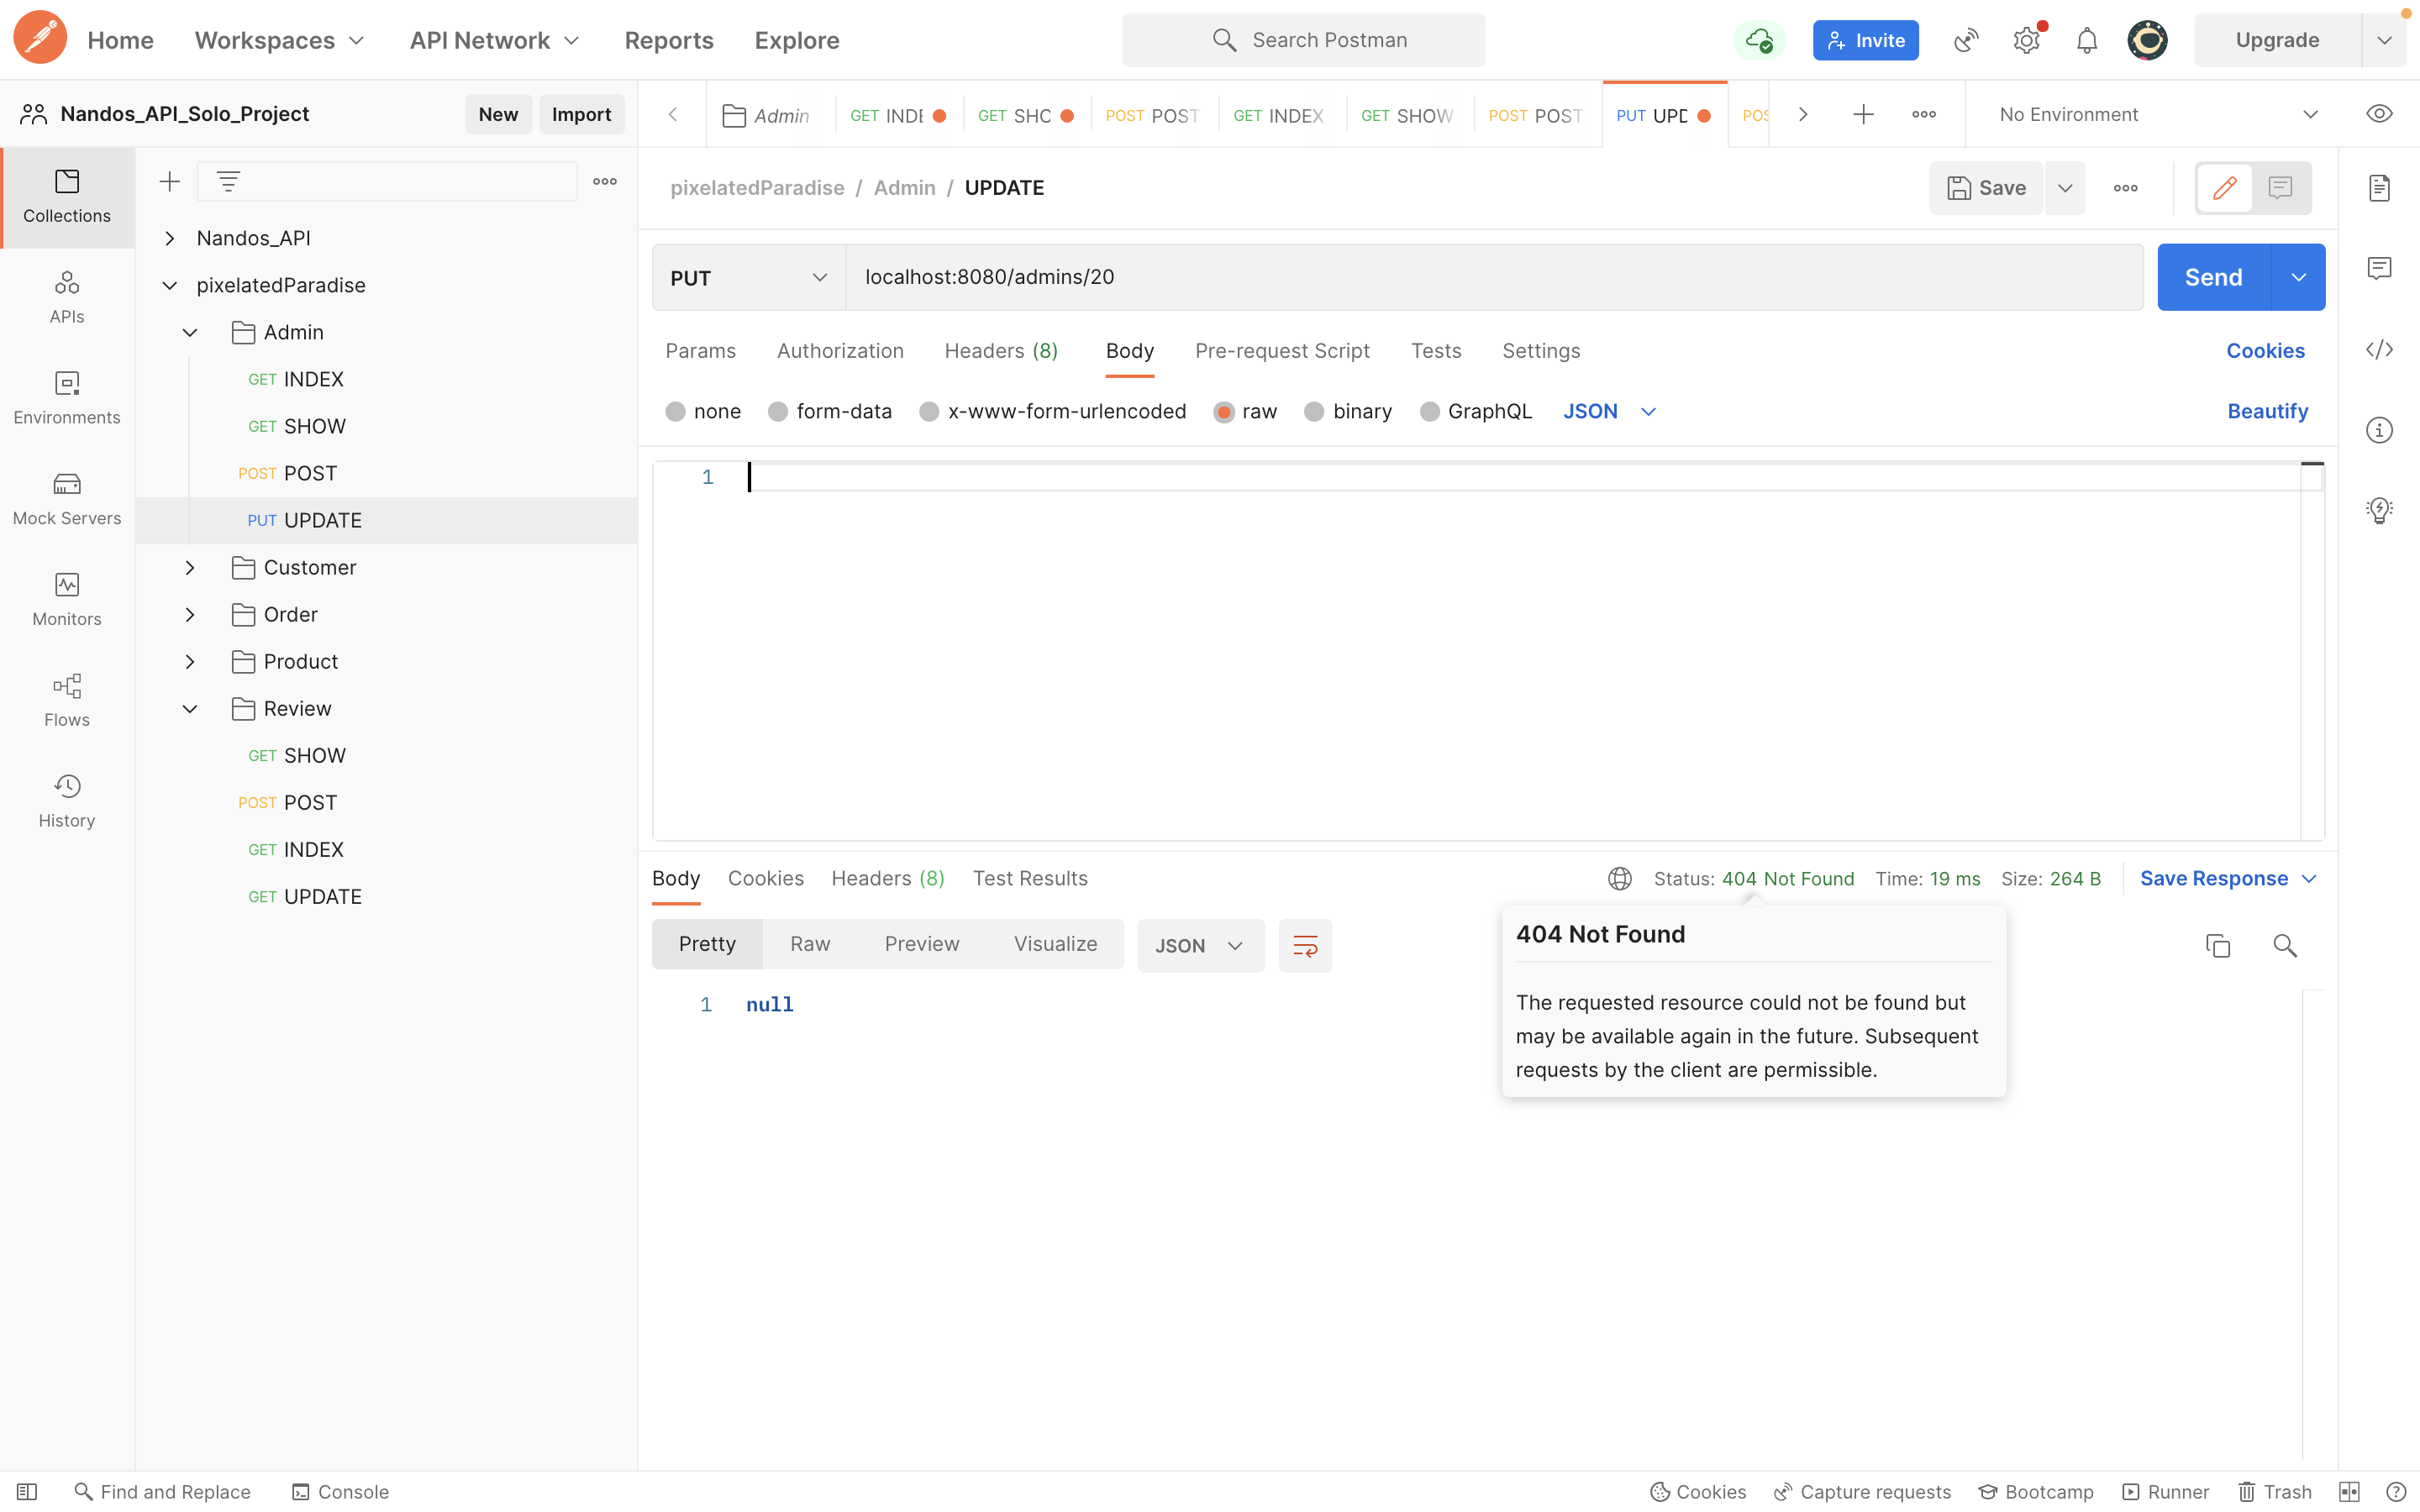 Home Workspaces API Network Reports Explore Search Postman Invite Upgrade
Nandos_API_Solo_Project New Import
Admin GET INDE GET SHC POST POST GET INDEX GET SHOW POST POST PUT UPD POS No Environment
Collections
APIs
Environments
Mock Servers
Monitors
Flows
History
Nandos_API
pixelatedParadise
Admin
GET INDEX
GET SHOW
POST POST
PUT UPDATE
Customer
Order
Product
Review
GET SHOW
POST POST
GET INDEX
GET UPDATE
pixelatedParadise / Admin / UPDATE Save
PUT localhost:8080/admins/20 Send
Params Authorization Headers (8) Body Pre-request Script Tests Settings Cookies
none form-data x-www-form-urlencoded raw binary GraphQL JSON Beautify
1
Body Cookies Headers (8) Test Results Status: 404 Not Found Time: 19 ms Size: 264 B Save Response
Pretty Raw Preview Visualize JSON
1 null
404 Not Found
The requested resource could not be found but
may be available again in the future. Subsequent
requests by the client are permissible.
Find and Replace Console Cookies Capture requests Bootcamp Runner Trash